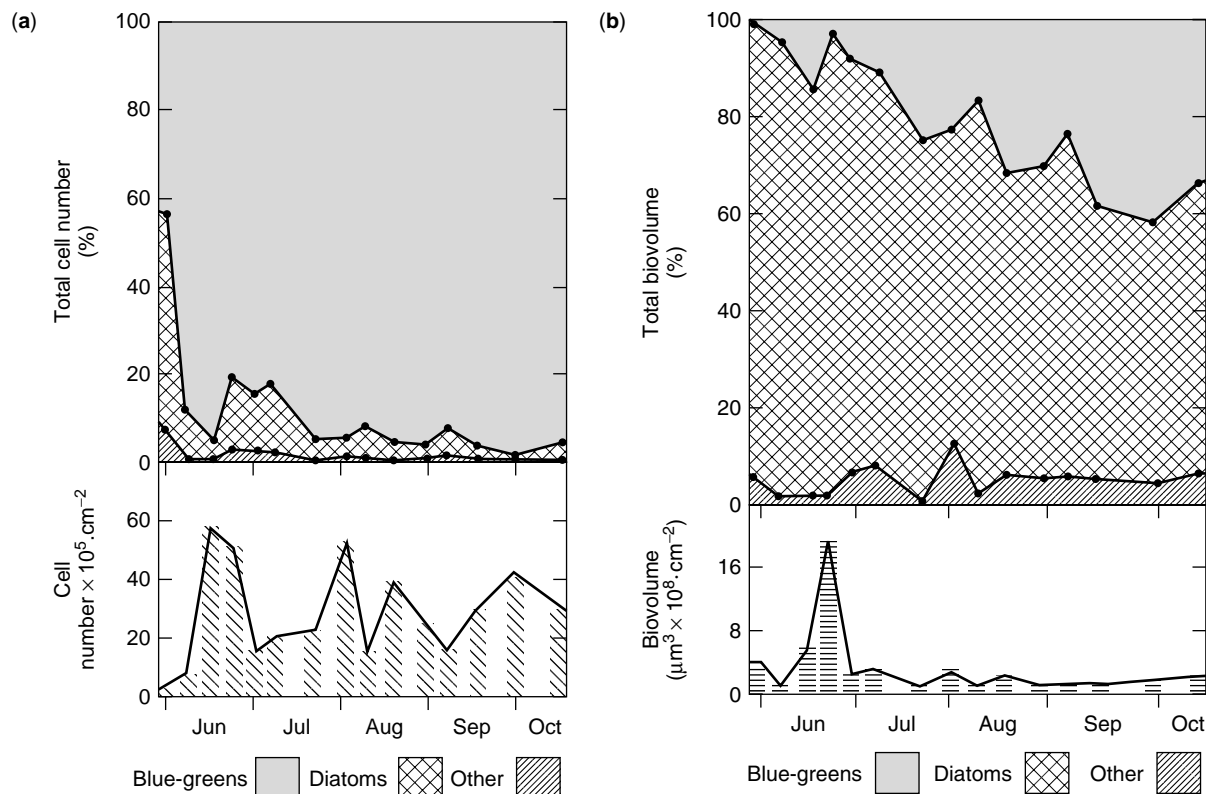 (a)
100
80
60
40
20
0
Total cell number
(%)
60
40
20
0
Cell
number × 10⁵.cm⁻²
Jun Jul Aug Sep Oct
Blue-greens Diatoms Other
(b)
100
80
60
40
20
0
Total biovolume
(%)
16
8
0
Biovolume
(μm³ × 10⁸·cm⁻²
Jun Jul Aug Sep Oct
Blue-greens Diatoms Other